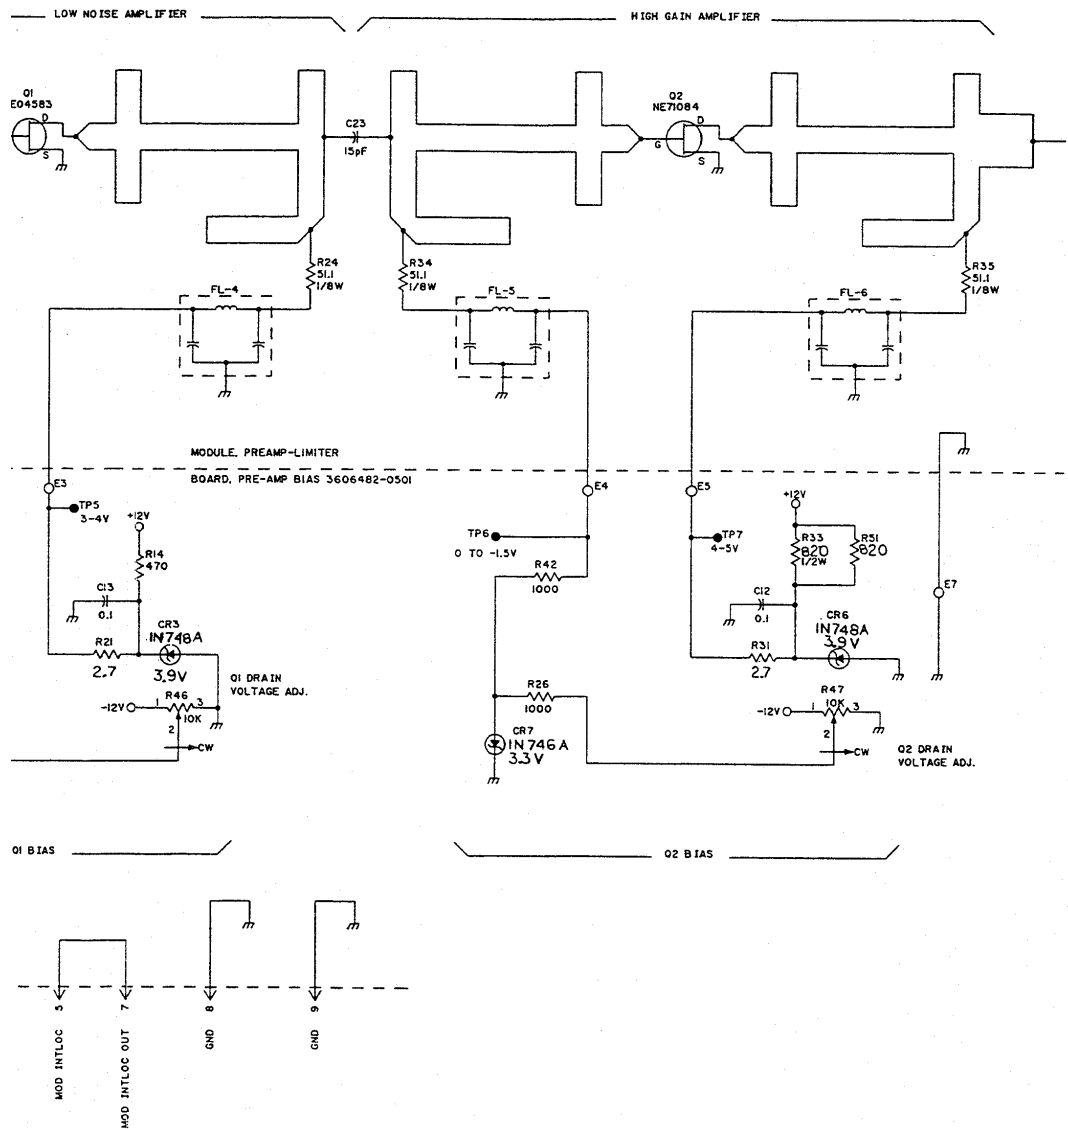 LOW NOISE AMPLIFIER
HIGH GAIN AMPLIFIER
Q1
E04583
D
S
C23
15pF
Q2
NE71084
D
G
S
R24
51.1
1/8W
R34
51.1
1/8W
R35
51.1
1/8W
FL-4
FL-5
FL-6
MODULE, PREAMP-LIMITER
BOARD, PRE-AMP BIAS 3606482-0501
E3
E4
E5
TP5
3-4V
+12V
R14
470
C13
0.1
R21
2.7
CR3
1N748A
3.9V
Q1 DRAIN
VOLTAGE ADJ.
-12V
1
R46
3
10K
2
CW
TP6
0 TO -1.5V
R42
1000
R26
1000
CR7
1N746A
3.3V
TP7
4-5V
+12V
R33
820
1/2W
R51
820
C12
0.1
R31
2.7
CR6
1N748A
3.9V
E7
-12V
1
R47
10K
3
2
CW
Q2 DRAIN
VOLTAGE ADJ.
Q1 BIAS
Q2 BIAS
MOD INTLOC 5
MOD INTLOC OUT 7
GND 8
GND 9